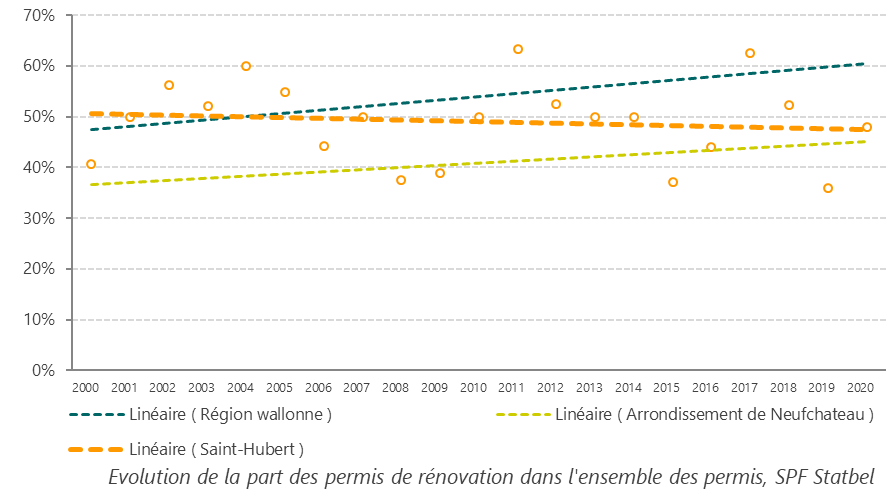 70%
60%
50%
40%
30%
20%
10%
0%
2000 2001 2002 2003 2004 2005 2006 2007 2008 2009 2010 2011 2012 2013 2014 2015 2016 2017 2018 2019 2020
Linéaire ( Région wallonne ) Linéaire ( Arrondissement de Neufchateau )
Linéaire ( Saint-Hubert )
Evolution de la part des permis de rénovation dans l'ensemble des permis, SPF Statbel